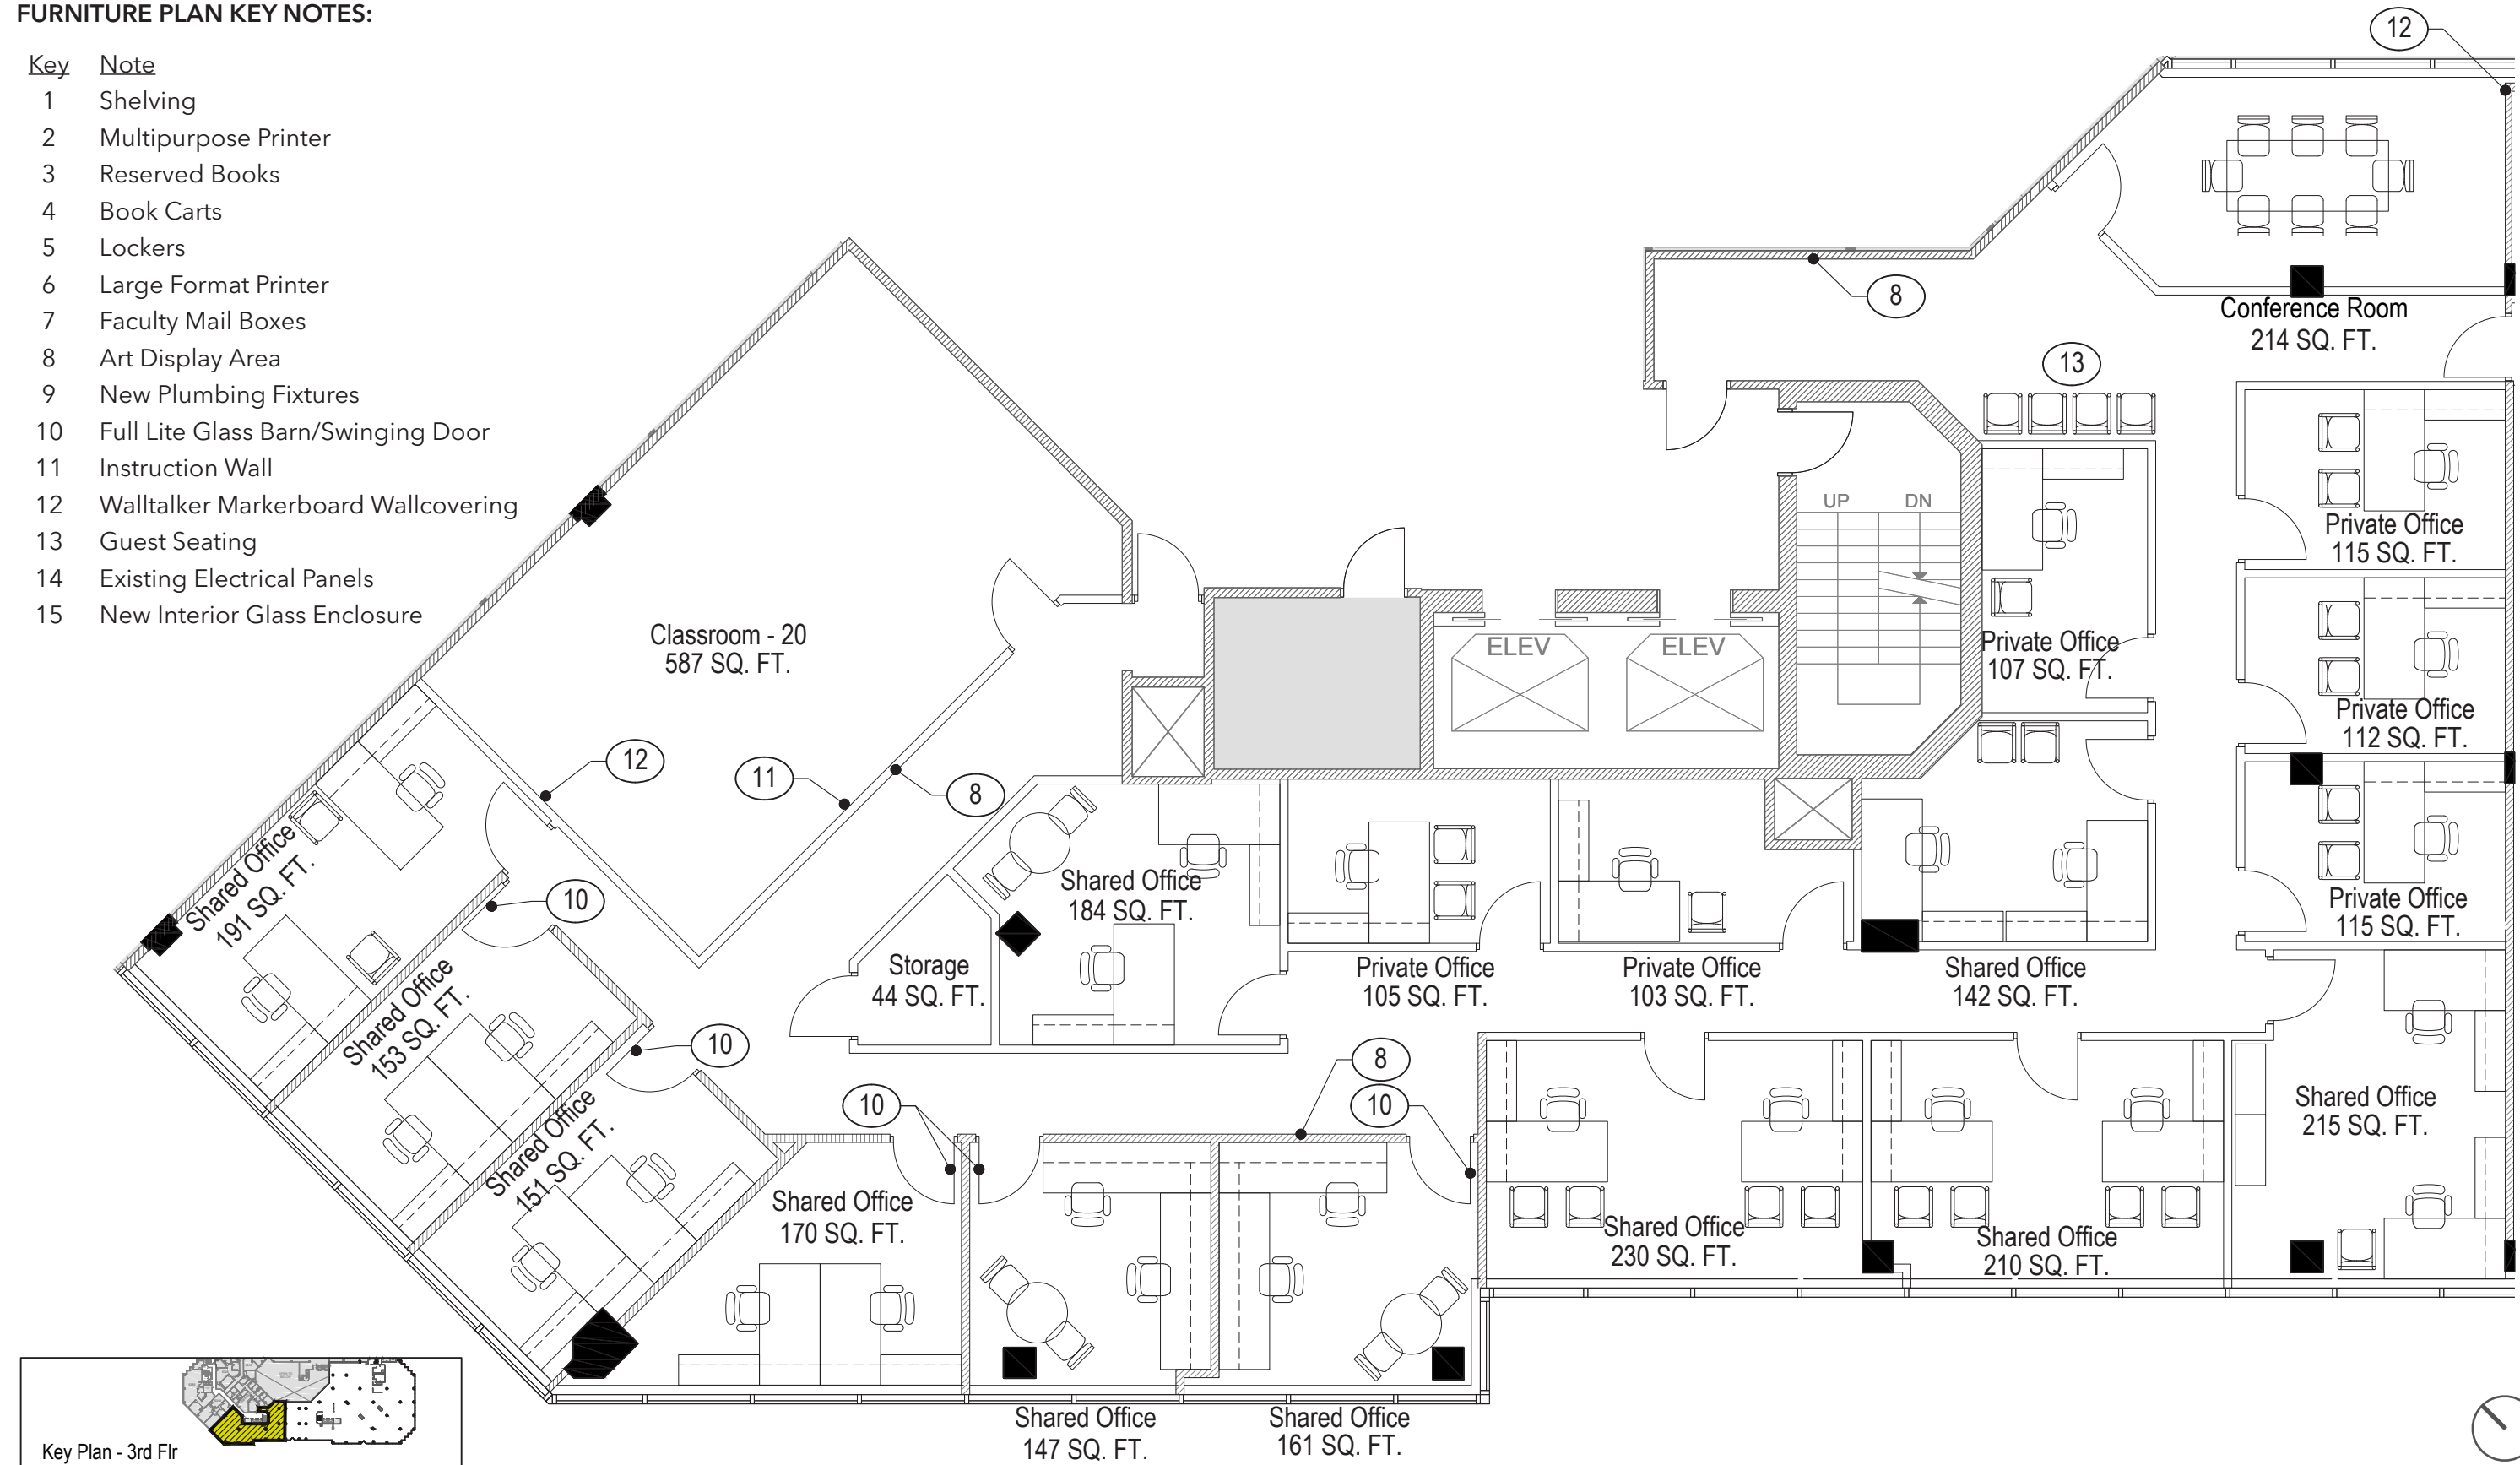 FURNITURE PLAN KEY NOTES:
Key Note
1 Shelving
2 Multipurpose Printer
3 Reserved Books
4 Book Carts
5 Lockers
6 Large Format Printer
7 Faculty Mail Boxes
8 Art Display Area
9 New Plumbing Fixtures
10 Full Lite Glass Barn/Swinging Door
11 Instruction Wall
12 Walltalker Markerboard Wallcovering
13 Guest Seating
14 Existing Electrical Panels
15 New Interior Glass Enclosure
12
8
Conference Room
214 SQ. FT.
13
UP DN
Private Office
115 SQ. FT.
Classroom - 20
587 SQ. FT.
ELEV
ELEV
Private Office
107 SQ. FT.
Private Office
112 SQ. FT.
12
11
8
Shared Office
191 SQ. FT.
10
Shared Office
184 SQ. FT.
Private Office
115 SQ. FT.
Storage
44 SQ. FT.
Private Office
105 SQ. FT.
Private Office
103 SQ. FT.
Shared Office
142 SQ. FT.
Shared Office
153 SQ. FT.
10
8
10
10
Shared Office
151 SQ. FT.
Shared Office
215 SQ. FT.
Shared Office
170 SQ. FT.
Shared Office
230 SQ. FT.
Shared Office
210 SQ. FT.
Shared Office
147 SQ. FT.
Shared Office
161 SQ. FT.
Key Plan - 3rd Flr